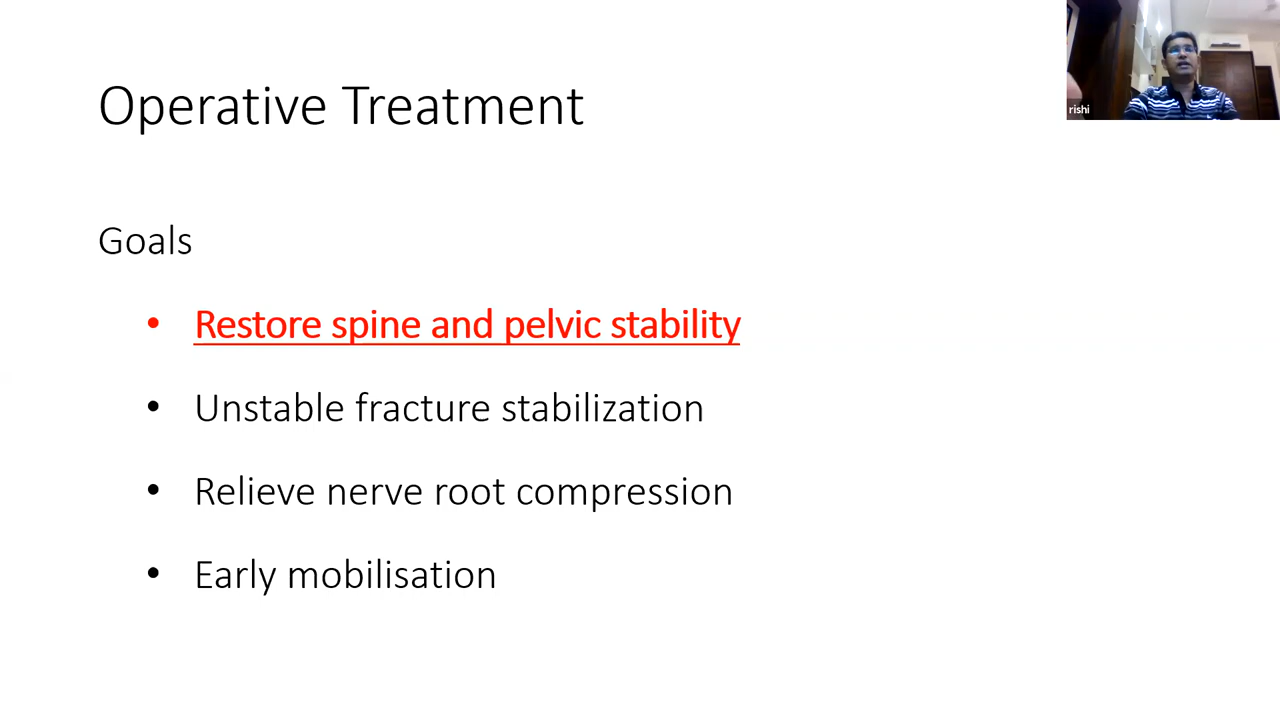 Operative Treatment
rishi
Goals
• Restore spine and pelvic stability
• Unstable fracture stabilization
• Relieve nerve root compression
• Early mobilisation